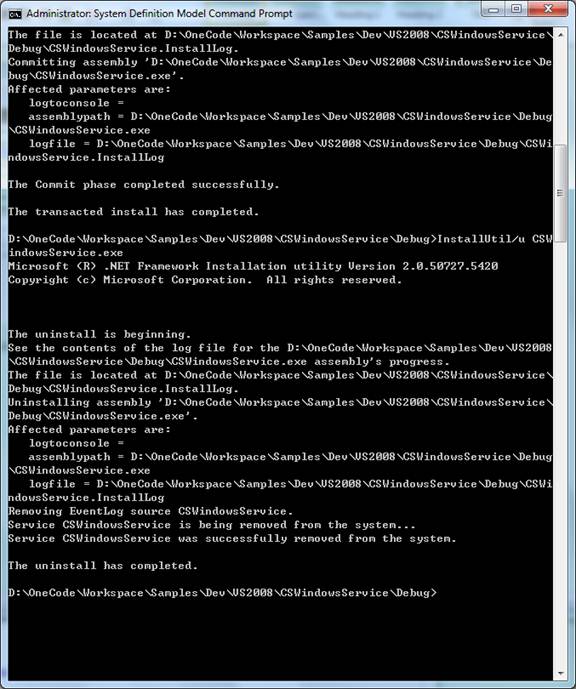 Administrator: System Definition Model Command Prompt
The file is located at D:\OneCode\Workspace\Samples\Dev\VS2008\CSWindowsService\
Debug\CSWindowsService.InstallLog.
Committing assembly 'D:\OneCode\Workspace\Samples\Dev\VS2008\CSWindowsService\De
bug\CSWindowsService.exe'.
Affected parameters are:
   logtoconsole =
   assemblypath = D:\OneCode\Workspace\Samples\Dev\VS2008\CSWindowsService\Debug
\CSWindowsService.exe
   logfile = D:\OneCode\Workspace\Samples\Dev\VS2008\CSWindowsService\Debug\CSWi
ndowsService.InstallLog
The Commit phase completed successfully.
The transacted install has completed.
D:\OneCode\Workspace\Samples\Dev\VS2008\CSWindowsService\Debug>InstallUtil/u CSW
indowsService.exe
Microsoft (R) .NET Framework Installation utility Version 2.0.50727.5420
Copyright (c) Microsoft Corporation.  All rights reserved.
The uninstall is beginning.
See the contents of the log file for the D:\OneCode\Workspace\Samples\Dev\VS2008
\CSWindowsService\Debug\CSWindowsService.exe assembly's progress.
The file is located at D:\OneCode\Workspace\Samples\Dev\VS2008\CSWindowsService\
Debug\CSWindowsService.InstallLog.
Uninstalling assembly 'D:\OneCode\Workspace\Samples\Dev\VS2008\CSWindowsService\
Debug\CSWindowsService.exe'.
Affected parameters are:
   logtoconsole =
   assemblypath = D:\OneCode\Workspace\Samples\Dev\VS2008\CSWindowsService\Debug
\CSWindowsService.exe
   logfile = D:\OneCode\Workspace\Samples\Dev\VS2008\CSWindowsService\Debug\CSWi
ndowsService.InstallLog
Removing EventLog source CSWindowsService.
Service CSWindowsService is being removed from the system...
Service CSWindowsService was successfully removed from the system.
The uninstall has completed.
D:\OneCode\Workspace\Samples\Dev\VS2008\CSWindowsService\Debug>